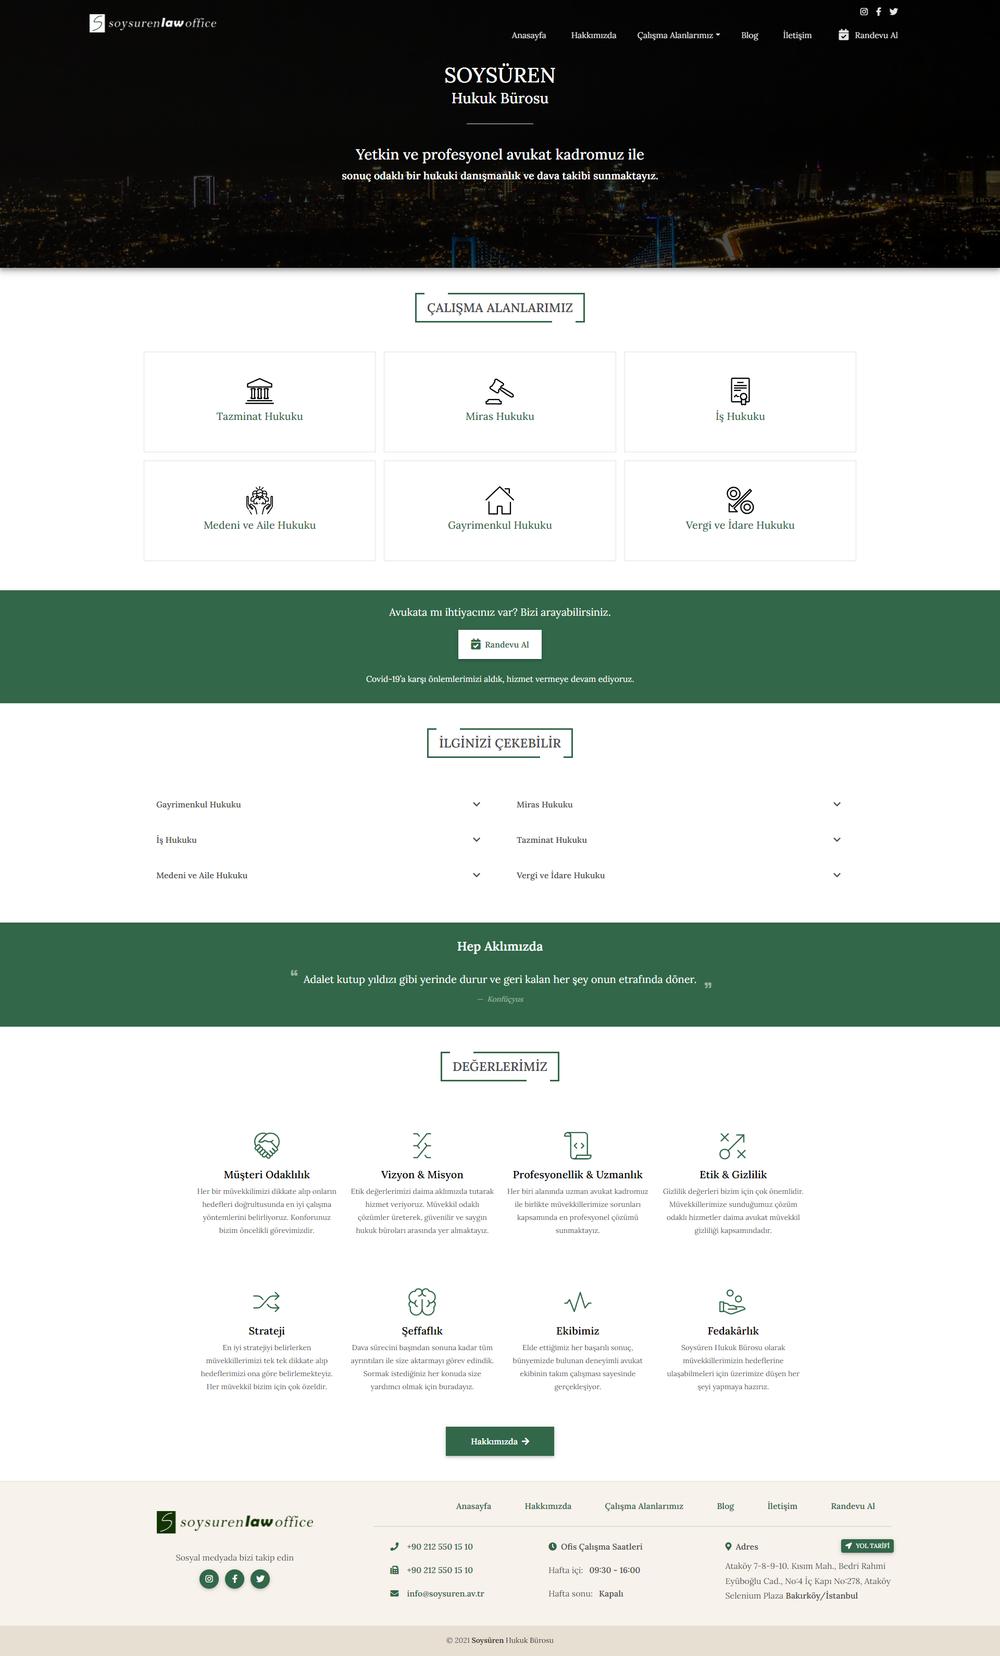 soysurenlawoffice
Anasayfa Hakkımızda Çalışma Alanlarımız Blog İletişim Randevu Al
SOYSÜREN
Hukuk Bürosu
Yetkin ve profesyonel avukat kadromuz ile
sonuç odaklı bir hukuki danışmanlık ve dava takibi sunmaktayız.
ÇALIŞMA ALANLARIMIZ
Tazminat Hukuku
Miras Hukuku
İş Hukuku
Medeni ve Aile Hukuku
Gayrimenkul Hukuku
Vergi ve İdare Hukuku
Avukata mı ihtiyacınız var? Bizi arayabilirsiniz.
Randevu Al
Covid-19'a karşı önlemlerimizi aldık, hizmet vermeye devam ediyoruz.
İLGİNİZİ ÇEKEBİLİR
Gayrimenkul Hukuku
Miras Hukuku
İş Hukuku
Tazminat Hukuku
Medeni ve Aile Hukuku
Vergi ve İdare Hukuku
Hep Aklımızda
“ Adalet kutup yıldızı gibi yerinde durur ve geri kalan her şey onun etrafında döner. ”
— Konfüçyus
DEĞERLERİMİZ
Müşteri Odaklılık
Her bir müvekkilimizi dikkate alıp onların
hedefleri doğrultusunda en iyi çalışma
yöntemlerini belirliyoruz. Konforunuz
bizim öncelikli görevimizdir.
Vizyon & Misyon
Etik değerlerimizi daima aklımızda tutarak
hizmet veriyoruz. Müvekkil odaklı
çözümler üreterek, güvenilir ve saygın
hukuk büroları arasında yer almaktayız.
Profesyonellik & Uzmanlık
Her biri alanında uzman avukat kadromuz
ile birlikte müvekkillerimize sorunları
kapsamında en profesyonel çözümü
sunmaktayız.
Etik & Gizlilik
Gizlilik değerleri bizim için çok önemlidir.
Müvekkillerimize sunduğumuz çözüm
odaklı hizmetler daima avukat müvekkil
gizliliği kapsamındadır.
Strateji
En iyi stratejiyi belirlerken
müvekkillerimizi tek tek dikkate alıp
hedeflerimizi ona göre belirlemekteyiz.
Her müvekkil bizim için çok özeldir.
Şeffaflık
Dava sürecini başından sonuna kadar tüm
ayrıntıları ile size aktarmayı görev edindik.
Sormak istediğiniz her konuda size
yardımcı olmak için buradayız.
Ekibimiz
Elde ettiğimiz her başarılı sonuç,
bünyemizde bulunan deneyimli avukat
ekibinin takım çalışması sayesinde
gerçekleşiyor.
Fedakârlık
Soysüren Hukuk Bürosu olarak
müvekkillerimizin hedeflerine
ulaşabilmeleri için üzerimize düşen her
şeyi yapmaya hazırız.
Hakkımızda
soysurenlawoffice
Sosyal medyada bizi takip edin
Anasayfa Hakkımızda Çalışma Alanlarımız Blog İletişim Randevu Al
+90 212 550 15 10
+90 212 550 15 10
info@soysuren.av.tr
Ofis Çalışma Saatleri
Hafta içi: 09:30 - 16:00
Hafta sonu: Kapalı
Adres
YOL TARİFİ
Ataköy 7-8-9-10. Kısım Mah., Bedri Rahmi
Eyüboğlu Cad., No:4 İç Kapı No:278, Ataköy
Selenium Plaza Bakırköy/İstanbul
© 2021 Soysüren Hukuk Bürosu